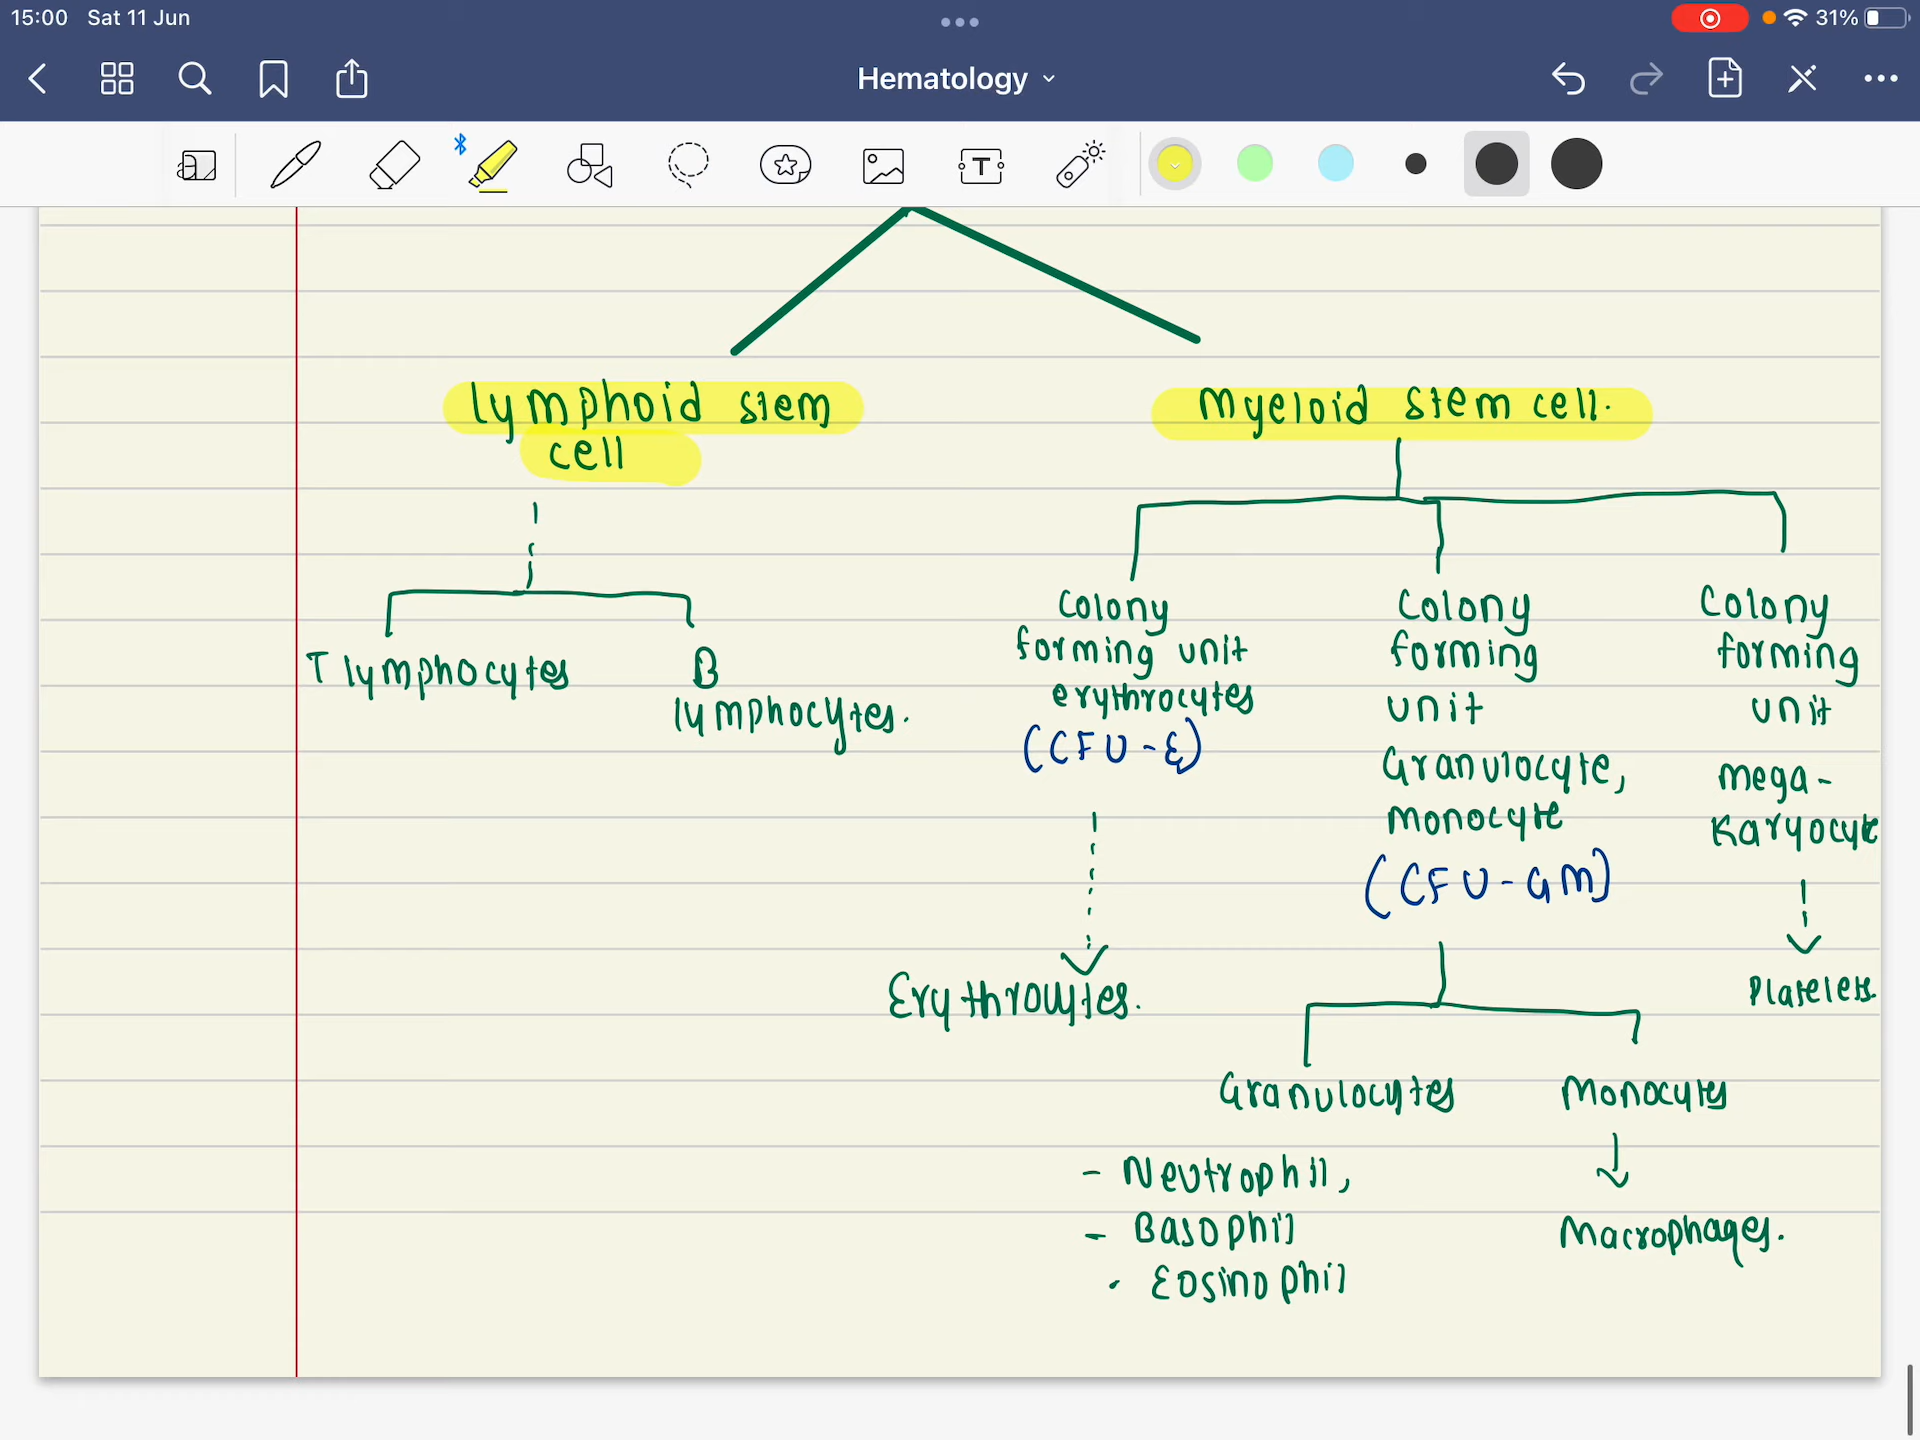 15:00 Sat 11 Jun
31%
Hematology
Lymphoid stem
cell
Myeloid stem cell.
T lymphocytes
B
lymphocytes.
Colony
forming unit
erythrocytes
(CFU-E)
Erythrocytes.
Colony
forming
unit
Granulocyte,
monocyte
(CFU-GM)
Colony
forming
unit
mega-
Karyocyte
Platelets.
Granulocytes
Monocytes
- Neutrophil,
- Basophil
- Eosinophil
Macrophages.